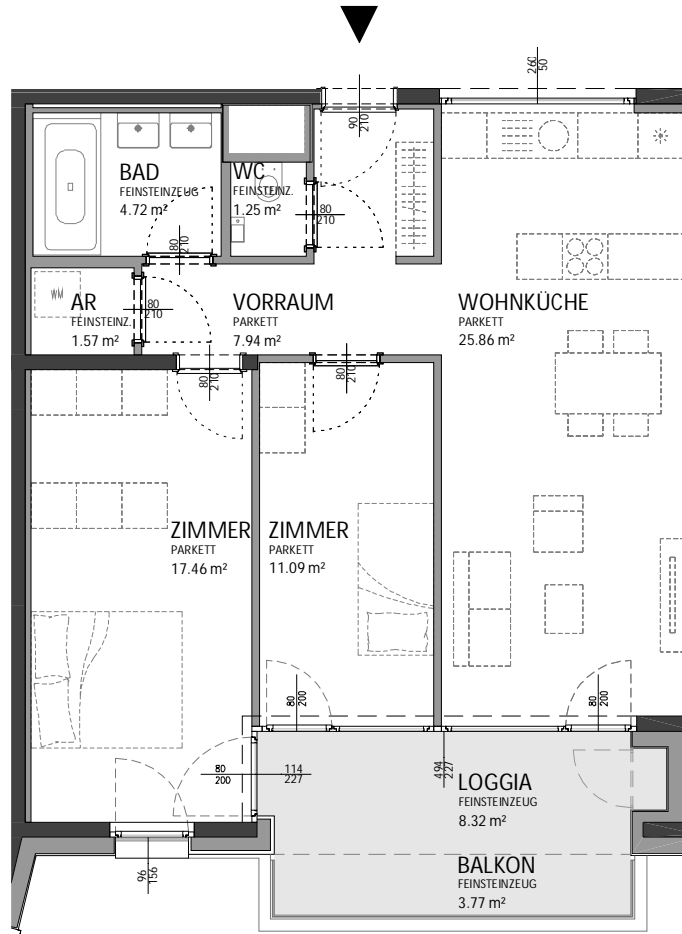 260
50
90
210
BAD
FEINSTEINZEUG
4.72 m²
WC
FEINSTEINZ.
1.25 m²
80
210
80
210
WM
AR
FEINSTEINZ.
1.57 m²
80
210
VORRAUM
PARKETT
7.94 m²
WOHNKÜCHE
PARKETT
25.86 m²
80
210
80
210
ZIMMER
PARKETT
17.46 m²
ZIMMER
PARKETT
11.09 m²
80
200
80
200
80
200
114
227
494
227
LOGGIA
FEINSTEINZEUG
8.32 m²
BALKON
FEINSTEINZEUG
3.77 m²
96
156